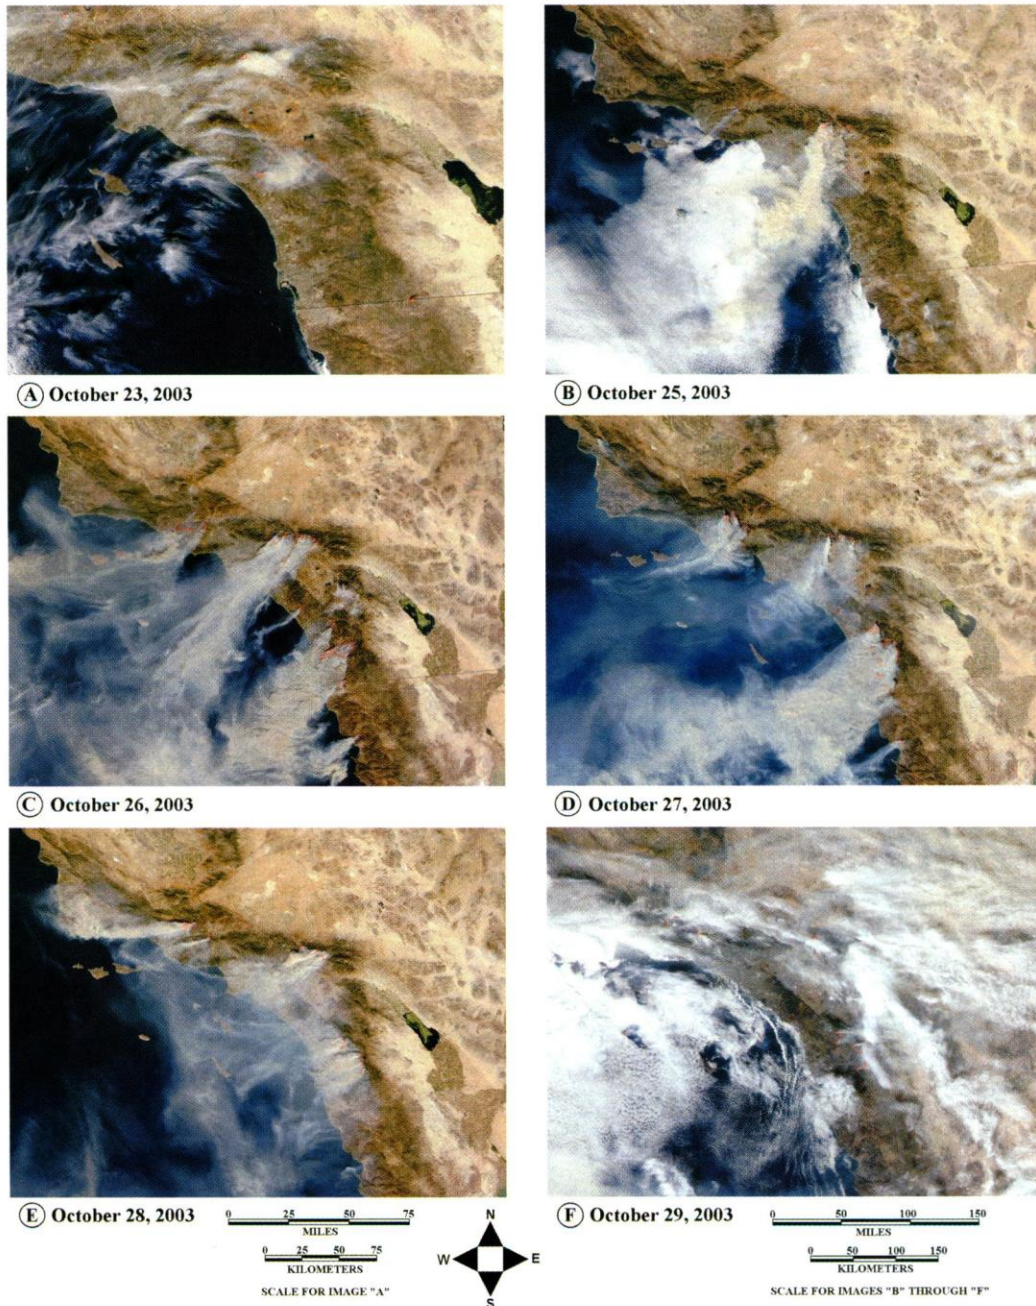 A October 23, 2003
B October 25, 2003
C October 26, 2003
D October 27, 2003
E October 28, 2003
F October 29, 2003
0 25 50 75
MILES
0 25 50 75
KILOMETERS
SCALE FOR IMAGE "A"
N
W E
S
0 50 100 150
MILES
0 50 100 150
KILOMETERS
SCALE FOR IMAGES "B" THROUGH "F"